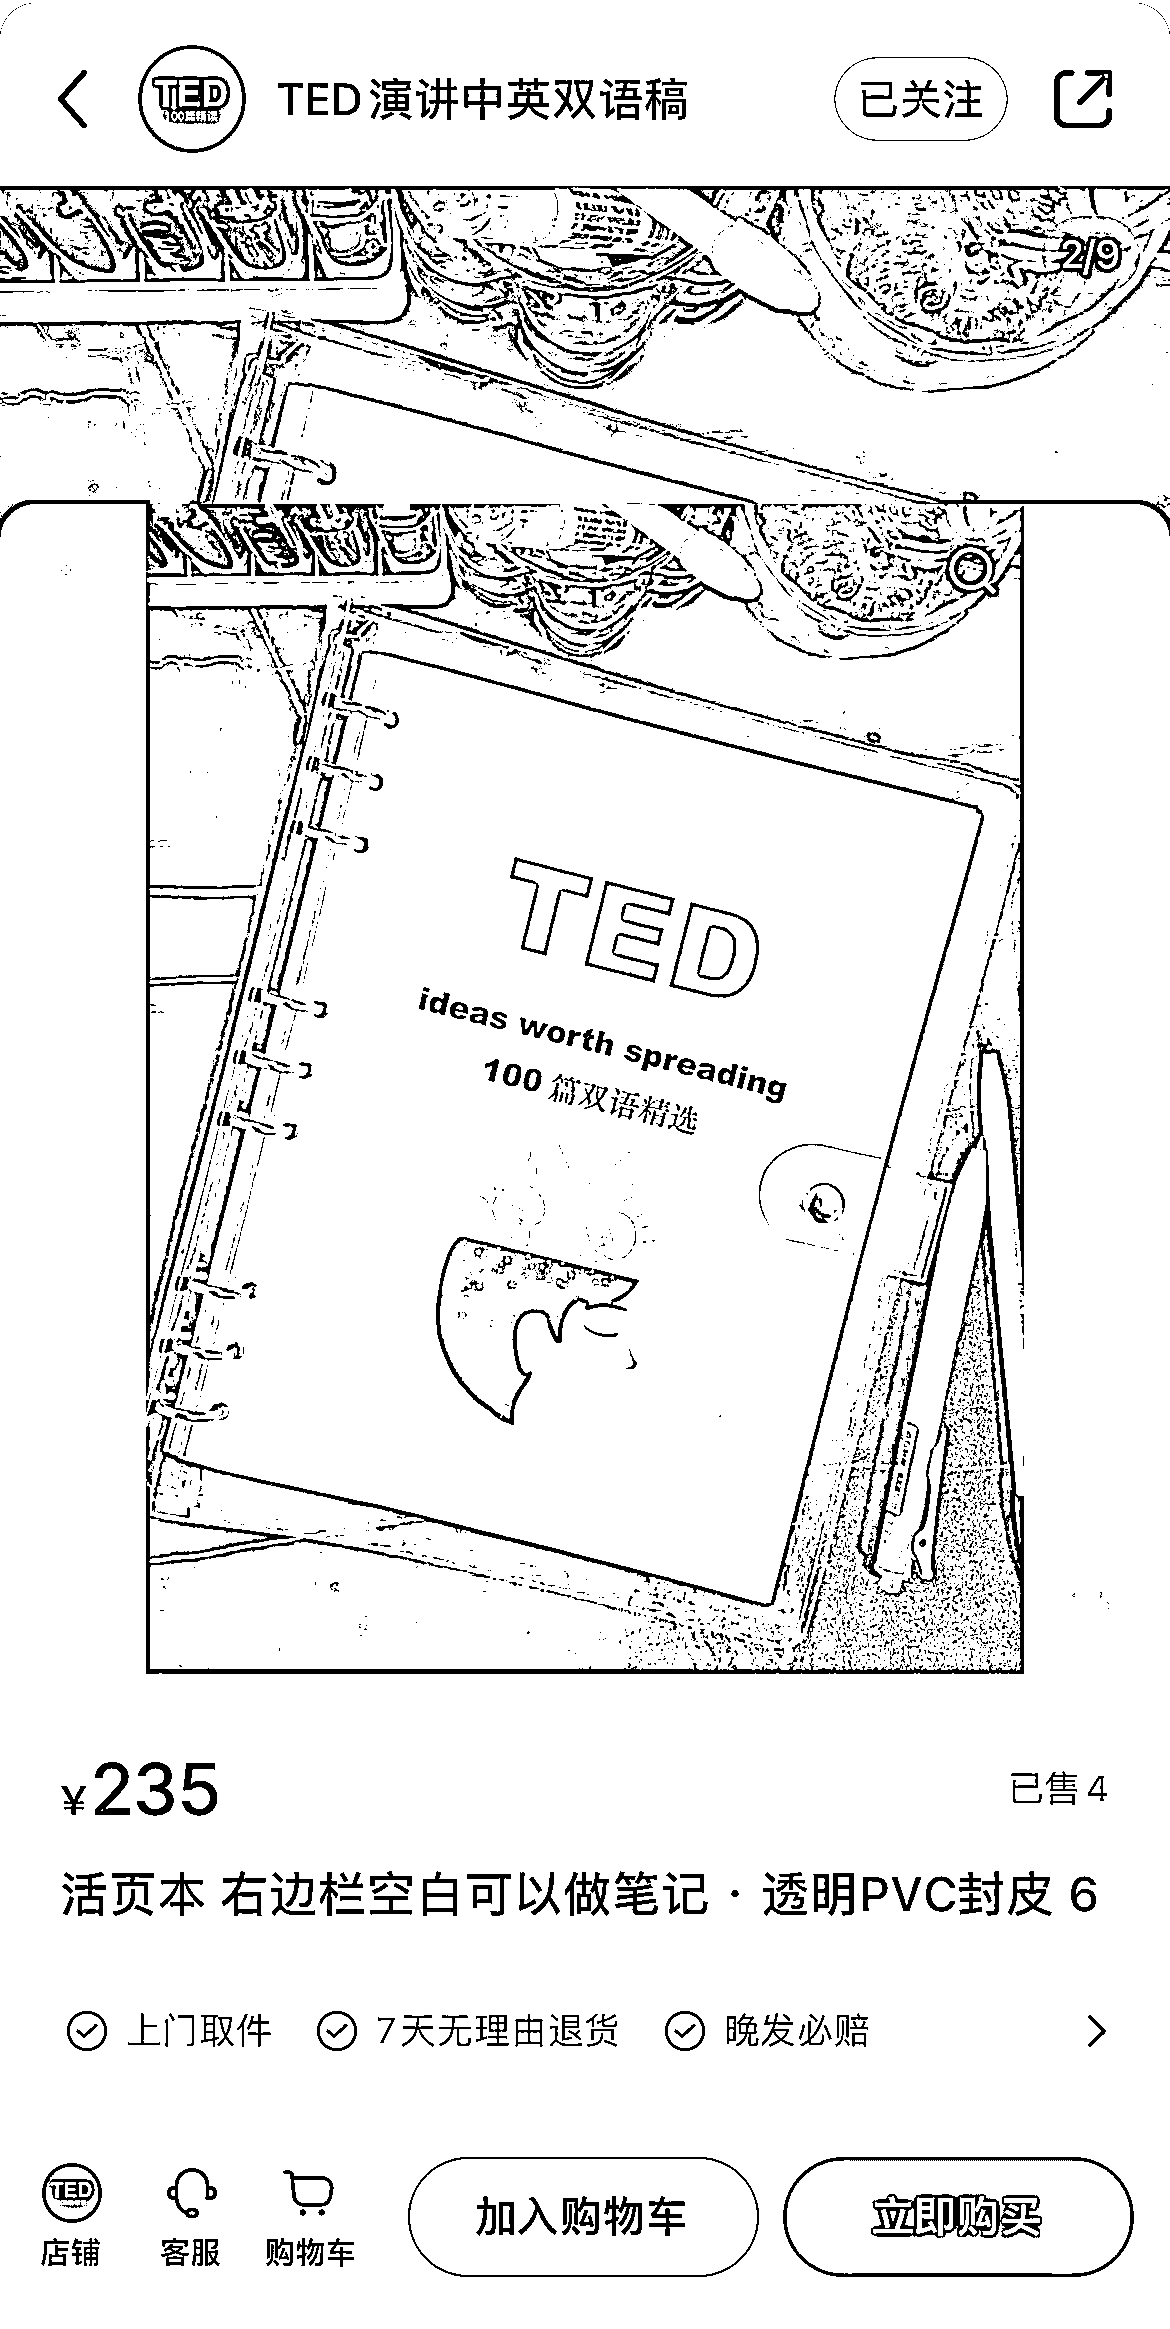 TED演讲中英双语稿
已关注
TED
2/9
TED
ideas worth spreading
100 篇双语精选
¥235
已售 4
活页本 右边栏空白可以做笔记 · 透明PVC封皮 6
上门取件
7天无理由退货
晚发必赔
TED
店铺
客服
购物车
加入购物车
立即购买